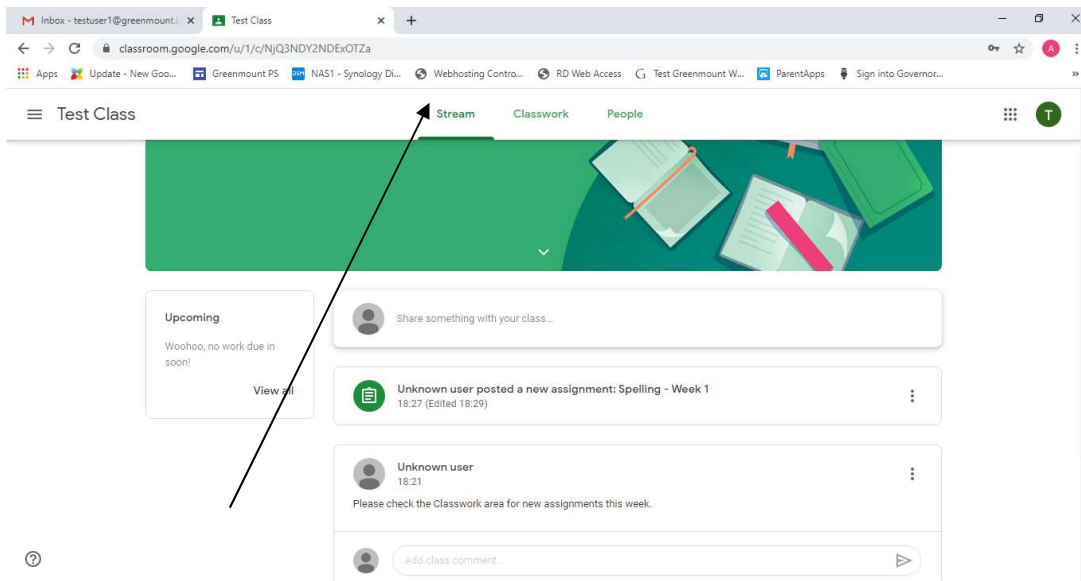 Inbox - testuser1@greenmount.i
Test Class
classroom.google.com/u/1/c/NjQ3NDY2NDExOTZa
A
Apps
Update - New Goo...
Greenmount PS
DSM
NAS1 - Synology Di...
Webhosting Contro...
RD Web Access
G
Test Greenmount W...
ParentApps
Sign into Governor...
»
Test Class
Stream
Classwork
People
T
Upcoming
Woohoo, no work due in
soon!
View all
Share something with your class...
Unknown user posted a new assignment: Spelling - Week 1
18:27 (Edited 18:29)
Unknown user
18:21
Please check the Classwork area for new assignments this week.
Add class comment...